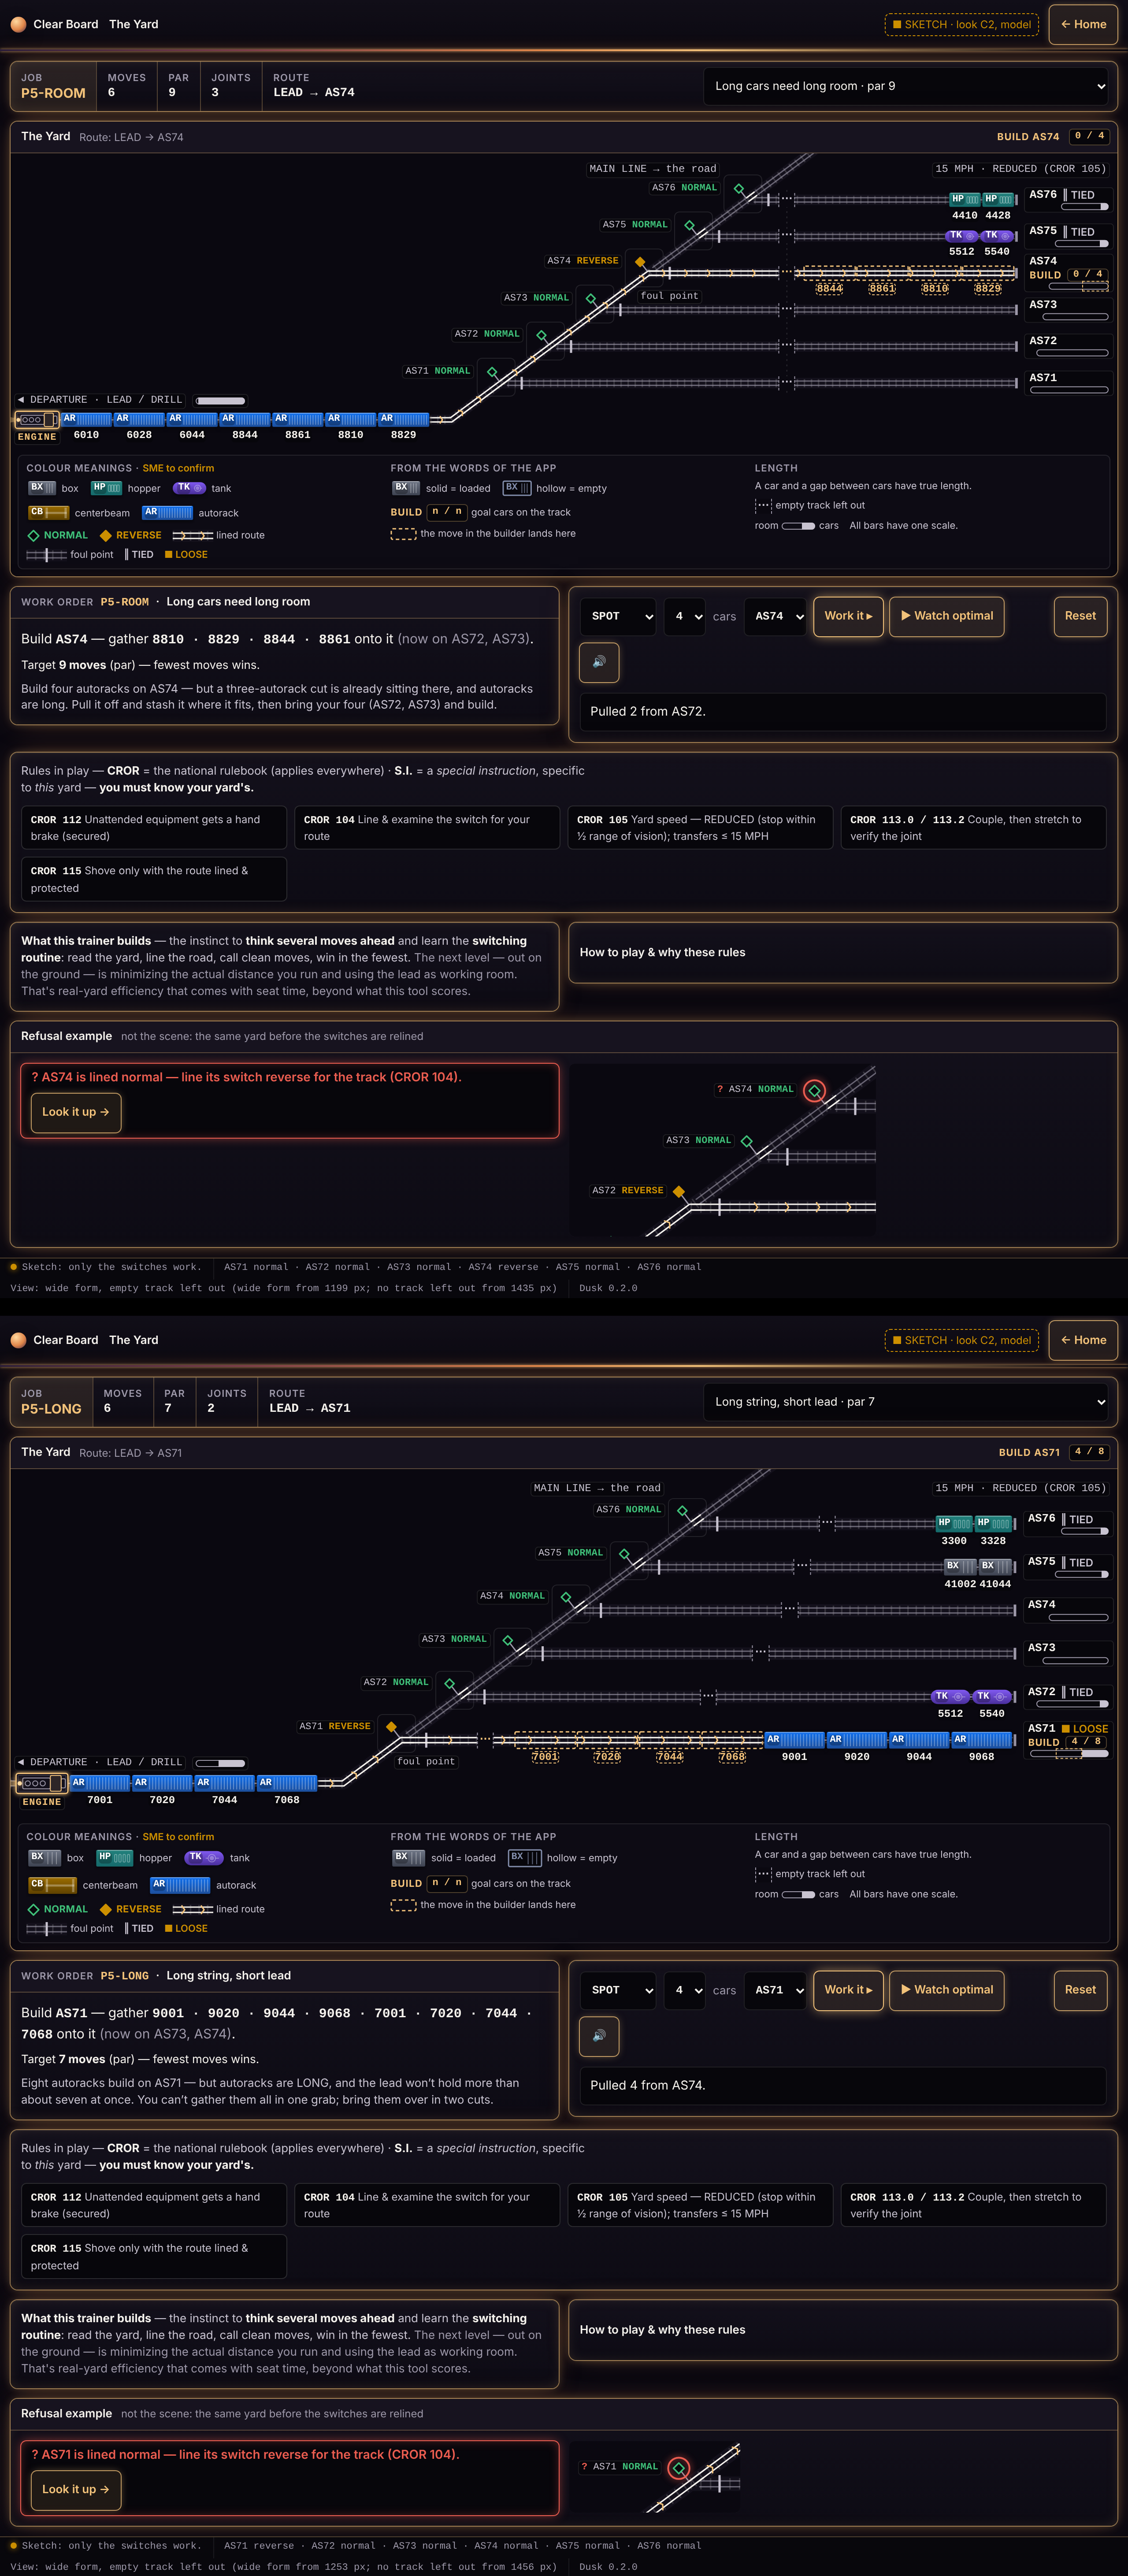 Clear Board The Yard
SKETCH - look C2, model
← Home
JOB
P5-ROOM
MOVES
6
PAR
9
JOINTS
3
ROUTE
LEAD → AS74
Long cars need long room · par 9
The Yard Route: LEAD → AS74
BUILD AS74 0 / 4
MAIN LINE → the road
15 MPH · REDUCED (CROR 105)
AS76 NORMAL
HP HP
4410 4428
AS76 TIED
AS75 NORMAL
TK TK
5512 5540
AS75 TIED
AS74 REVERSE
8844 8861 8810 8829
AS74
BUILD 0 / 4
foul point
AS73 NORMAL
AS73
AS72 NORMAL
AS72
AS71 NORMAL
AS71
◄ DEPARTURE · LEAD / DRILL
AR AR AR AR AR AR AR
ENGINE 6010 6028 6044 8844 8861 8810 8829
COLOUR MEANINGS · SME to confirm
BX box HP hopper TK tank
CB centerbeam AR autorack
NORMAL REVERSE lined route
foul point TIED LOOSE
FROM THE WORDS OF THE APP
BX solid = loaded BX hollow = empty
BUILD n / n goal cars on the track
the move in the builder lands here
LENGTH
A car and a gap between cars have true length.
empty track left out
room cars All bars have one scale.
WORK ORDER P5-ROOM · Long cars need long room
Build AS74 — gather 8810 · 8829 · 8844 · 8861 onto it (now on AS72, AS73).
Target 9 moves (par) — fewest moves wins.
Build four autoracks on AS74 — but a three-autorack cut is already sitting there, and autoracks
are long. Pull it off and stash it where it fits, then bring your four (AS72, AS73) and build.
SPOT 4 cars AS74 Work it ▸ ▶ Watch optimal Reset
Pulled 2 from AS72.
Rules in play — CROR = the national rulebook (applies everywhere) · S.I. = a special instruction, specific
to this yard — you must know your yard's.
CROR 112 Unattended equipment gets a hand
brake (secured)
CROR 104 Line & examine the switch for your
route
CROR 105 Yard speed — REDUCED (stop within
½ range of vision); transfers ≤ 15 MPH
CROR 113.0 / 113.2 Couple, then stretch to
verify the joint
CROR 115 Shove only with the route lined &
protected
What this trainer builds — the instinct to think several moves ahead and learn the switching
routine: read the yard, line the road, call clean moves, win in the fewest. The next level — out on
the ground — is minimizing the actual distance you run and using the lead as working room.
That's real-yard efficiency that comes with seat time, beyond what this tool scores.
How to play & why these rules
Refusal example not the scene: the same yard before the switches are relined
? AS74 is lined normal — line its switch reverse for the track (CROR 104).
Look it up →
? AS74 NORMAL
AS73 NORMAL
AS72 REVERSE
Sketch: only the switches work. AS71 normal · AS72 normal · AS73 normal · AS74 reverse · AS75 normal · AS76 normal
View: wide form, empty track left out (wide form from 1199 px; no track left out from 1435 px) Dusk 0.2.0
Clear Board The Yard
SKETCH - look C2, model
← Home
JOB
P5-LONG
MOVES
6
PAR
7
JOINTS
2
ROUTE
LEAD → AS71
Long string, short lead · par 7
The Yard Route: LEAD → AS71
BUILD AS71 4 / 8
MAIN LINE → the road
15 MPH · REDUCED (CROR 105)
AS76 NORMAL
HP HP
3300 3328
AS76 TIED
AS75 NORMAL
BX BX
41002 41044
AS75 TIED
AS74 NORMAL
AS74
AS73 NORMAL
AS73
AS72 NORMAL
TK TK
5512 5540
AS72 TIED
AS71 REVERSE
AR AR AR AR
7001 7020 7044 7068 9001 9020 9044 9068
AS71 LOOSE
BUILD 4 / 8
foul point
◄ DEPARTURE · LEAD / DRILL
AR AR AR AR
ENGINE 7001 7020 7044 7068
COLOUR MEANINGS · SME to confirm
BX box HP hopper TK tank
CB centerbeam AR autorack
NORMAL REVERSE lined route
foul point TIED LOOSE
FROM THE WORDS OF THE APP
BX solid = loaded BX hollow = empty
BUILD n / n goal cars on the track
the move in the builder lands here
LENGTH
A car and a gap between cars have true length.
empty track left out
room cars All bars have one scale.
WORK ORDER P5-LONG · Long string, short lead
Build AS71 — gather 9001 · 9020 · 9044 · 9068 · 7001 · 7020 · 7044 ·
7068 onto it (now on AS73, AS74).
Target 7 moves (par) — fewest moves wins.
Eight autoracks build on AS71 — but autoracks are LONG, and the lead won't hold more than
about seven at once. You can't gather them all in one grab; bring them over in two cuts.
SPOT 4 cars AS71 Work it ▸ ▶ Watch optimal Reset
Pulled 4 from AS74.
Rules in play — CROR = the national rulebook (applies everywhere) · S.I. = a special instruction, specific
to this yard — you must know your yard's.
CROR 112 Unattended equipment gets a hand
brake (secured)
CROR 104 Line & examine the switch for your
route
CROR 105 Yard speed — REDUCED (stop within
½ range of vision); transfers ≤ 15 MPH
CROR 113.0 / 113.2 Couple, then stretch to
verify the joint
CROR 115 Shove only with the route lined &
protected
What this trainer builds — the instinct to think several moves ahead and learn the switching
routine: read the yard, line the road, call clean moves, win in the fewest. The next level — out on
the ground — is minimizing the actual distance you run and using the lead as working room.
That's real-yard efficiency that comes with seat time, beyond what this tool scores.
How to play & why these rules
Refusal example not the scene: the same yard before the switches are relined
? AS71 is lined normal — line its switch reverse for the track (CROR 104).
Look it up →
? AS71 NORMAL
Sketch: only the switches work. AS71 reverse · AS72 normal · AS73 normal · AS74 normal · AS75 normal · AS76 normal
View: wide form, empty track left out (wide form from 1253 px; no track left out from 1456 px) Dusk 0.2.0